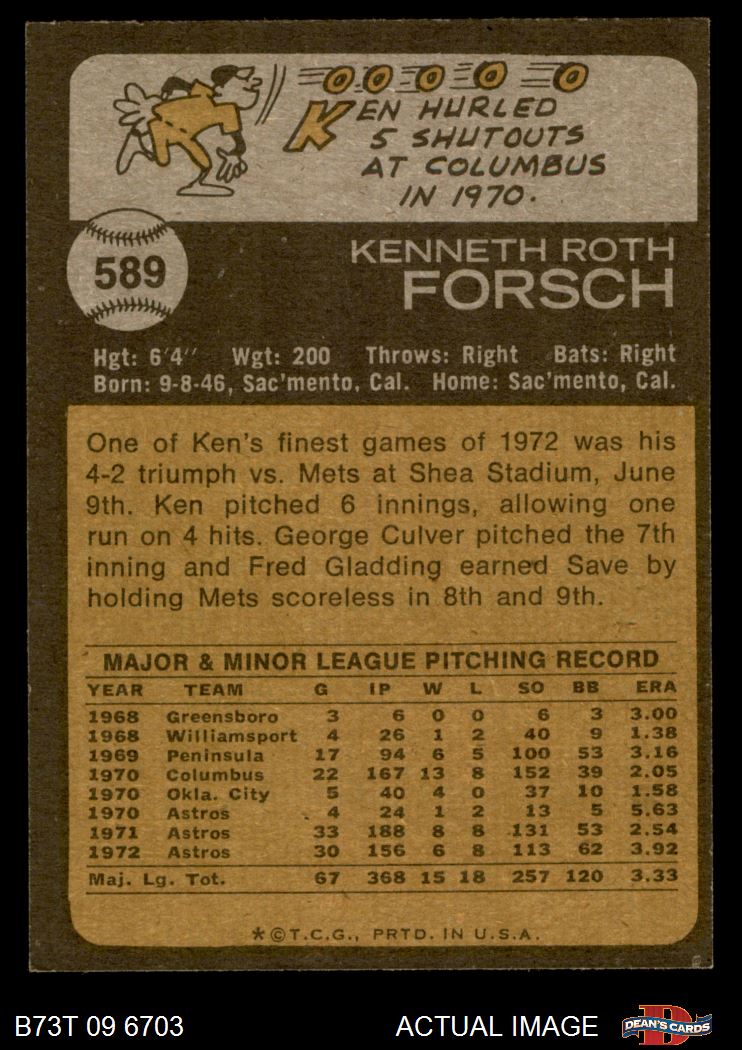 0 0 0 0 0
KEN HURLED
5 SHUTOUTS
AT COLUMBUS
IN 1970.
589
KENNETH ROTH
FORSCH
Hgt: 6'4" Wgt: 200 Throws: Right Bats: Right
Born: 9-8-46, Sac'mento, Cal. Home: Sac'mento, Cal.
One of Ken's finest games of 1972 was his
4-2 triumph vs. Mets at Shea Stadium, June
9th. Ken pitched 6 innings, allowing one
run on 4 hits. George Culver pitched the 7th
inning and Fred Gladding earned Save by
holding Mets scoreless in 8th and 9th.
MAJOR & MINOR LEAGUE PITCHING RECORD
YEAR TEAM G IP W L SO BB ERA
1968 Greensboro 3 6 0 0 6 3 3.00
1968 Williamsport 4 26 1 2 40 9 1.38
1969 Peninsula 17 94 6 5 100 53 3.16
1970 Columbus 22 167 13 8 152 39 2.05
1970 Okla. City 5 40 4 0 37 10 1.58
1970 Astros 4 24 1 2 13 5 5.63
1971 Astros 33 188 8 8 131 53 2.54
1972 Astros 30 156 6 8 113 62 3.92
Maj. Lg. Tot. 67 368 15 18 257 120 3.33
*©T.C.G., PRTD. IN U.S.A.
B73T 09 6703
ACTUAL IMAGE
D
DEAN'S CARDS